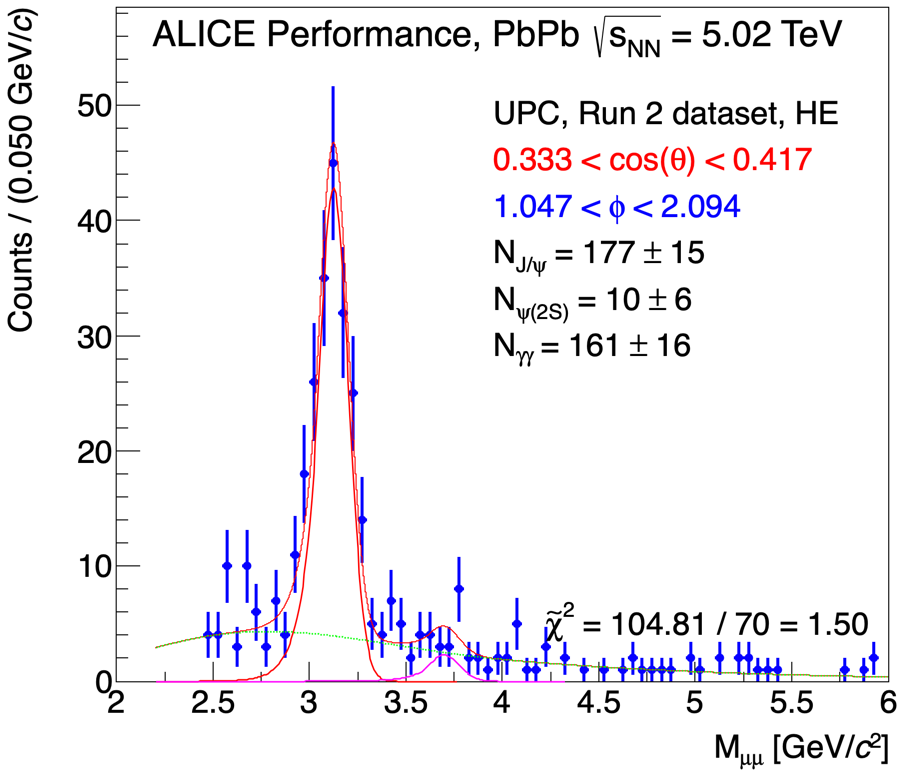 ALICE Performance, PbPb √sNN = 5.02 TeV
UPC, Run 2 dataset, HE
0.333 < cos(θ) < 0.417
1.047 < ϕ < 2.094
NJ/ψ = 177 ± 15
Nψ(2S) = 10 ± 6
Nγγ = 161 ± 16
χ̃² = 104.81 / 70 = 1.50
Counts / (0.050 GeV/c)
50
40
30
20
10
0
2 2.5 3 3.5 4 4.5 5 5.5 6
Mμμ [GeV/c²]